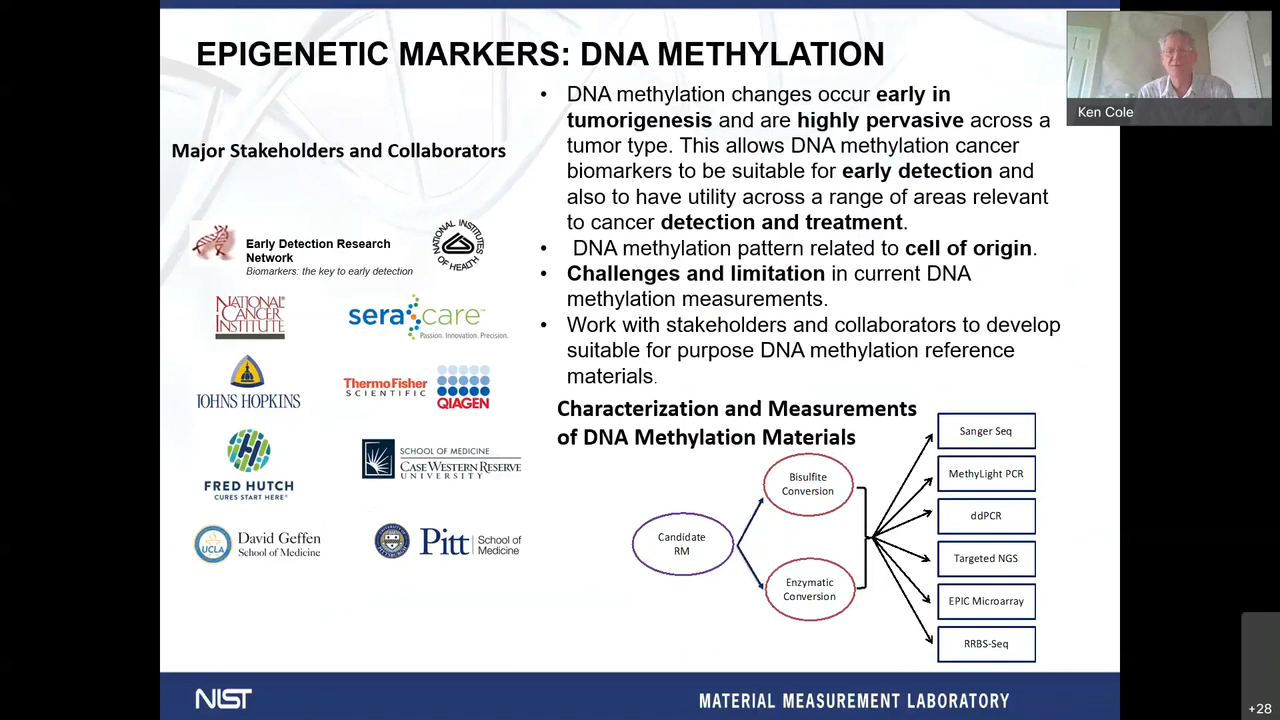 EPIGENETIC MARKERS: DNA METHYLATION
Ken Cole
Major Stakeholders and Collaborators
Early Detection Research
Network
Biomarkers: the key to early detection
NATIONAL INSTITUTES
OF HEALTH
NATIONAL
CANCER
INSTITUTE
seracare™
Passion. Innovation. Precision.
JOHNS HOPKINS
ThermoFisher
SCIENTIFIC
QIAGEN
FRED HUTCH
CURES START HERE®
SCHOOL OF MEDICINE
CASE WESTERN RESERVE
UNIVERSITY
UCLA
David Geffen
School of Medicine
Pitt
School of
Medicine
• DNA methylation changes occur early in
tumorigenesis and are highly pervasive across a
tumor type. This allows DNA methylation cancer
biomarkers to be suitable for early detection and
also to have utility across a range of areas relevant
to cancer detection and treatment.
• DNA methylation pattern related to cell of origin.
• Challenges and limitation in current DNA
methylation measurements.
• Work with stakeholders and collaborators to develop
suitable for purpose DNA methylation reference
materials.
Characterization and Measurements
of DNA Methylation Materials
Candidate
RM
Bisulfite
Conversion
Enzymatic
Conversion
Sanger Seq
MethyLight PCR
ddPCR
Targeted NGS
EPIC Microarray
RRBS-Seq
NIST
MATERIAL MEASUREMENT LABORATORY
+28